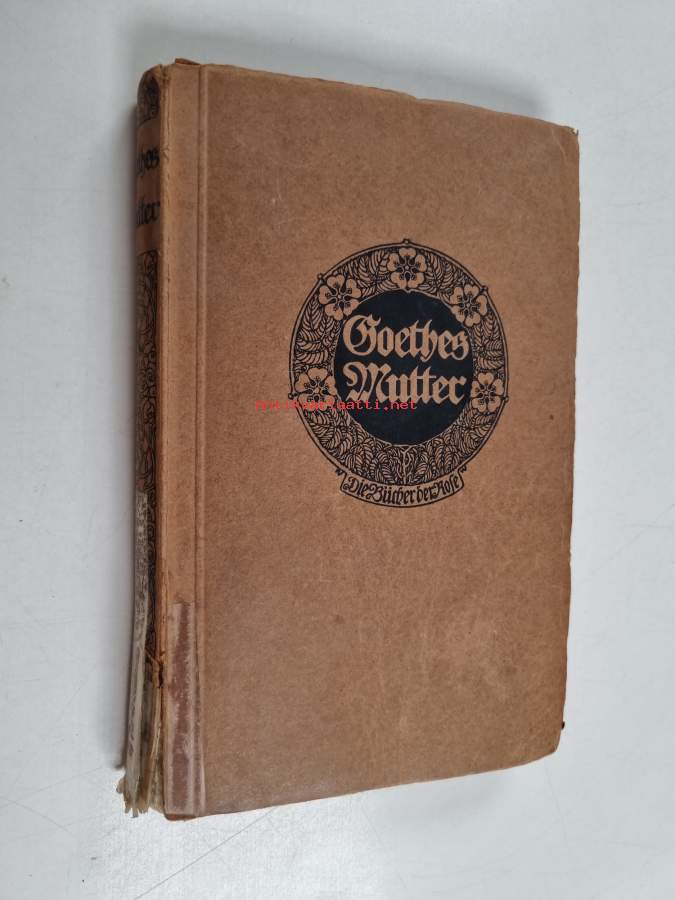 Goethes
Mutter
Die Bücher der Rose
antikvariaatti.net